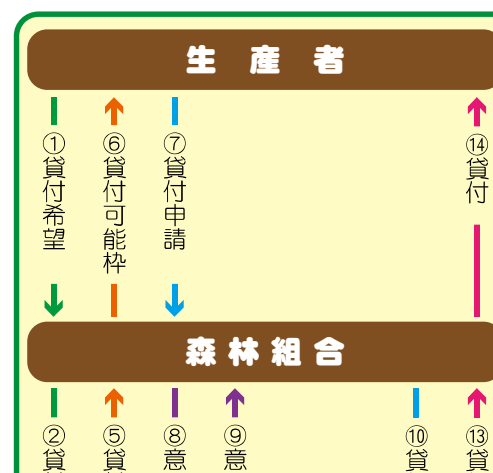 生産者
①貸付希望
⑥貸付可能枠
⑦貸付申請
⑭貸付
森林組合
②貸
⑤貸
⑧意
⑨意
⑩貸
⑬貸